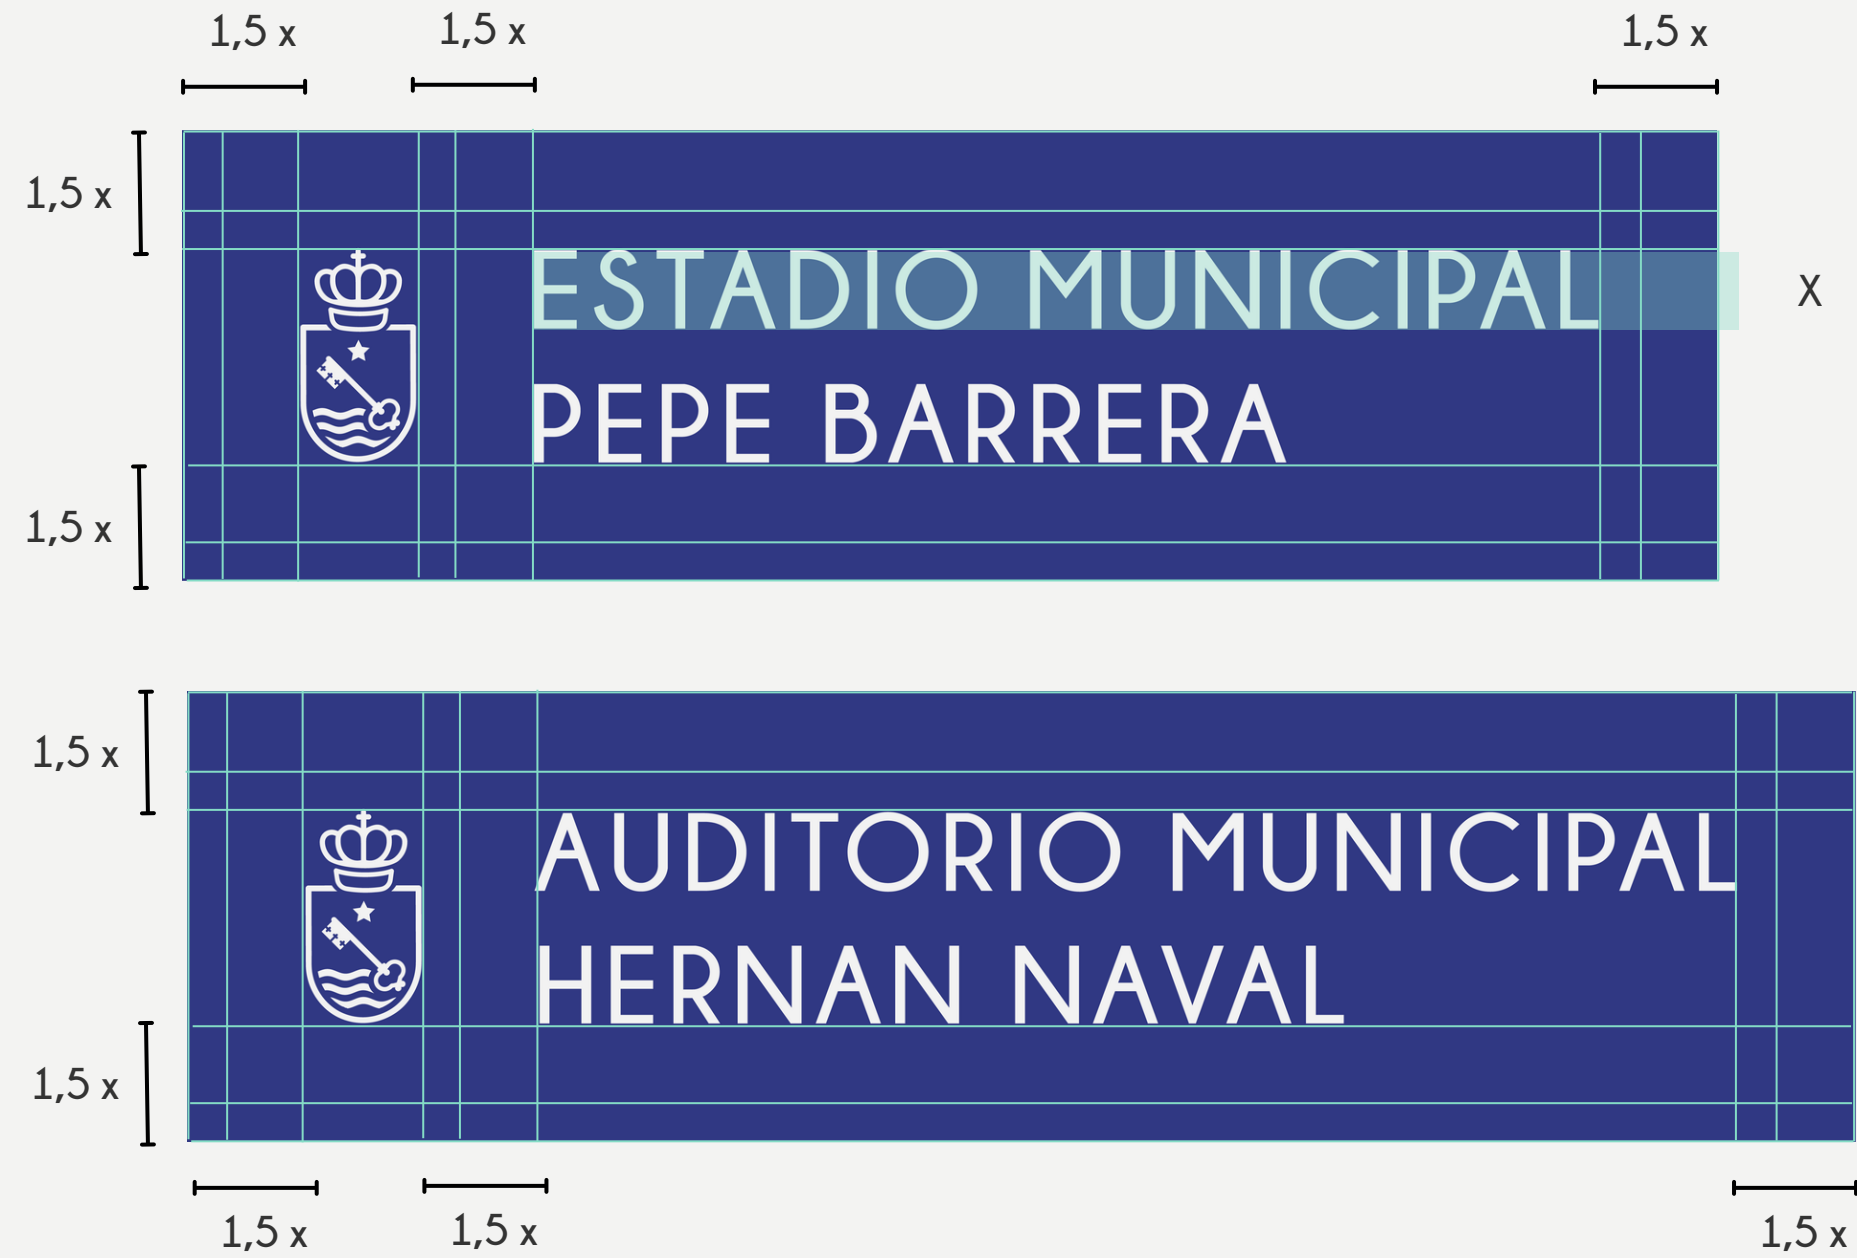 1,5 x
1,5 x
1,5 x
1,5 x
ESTADIO MUNICIPAL
X
PEPE BARRERA
1,5 x
1,5 x
AUDITORIO MUNICIPAL
HERNAN NAVAL
1,5 x
1,5 x
1,5 x
1,5 x